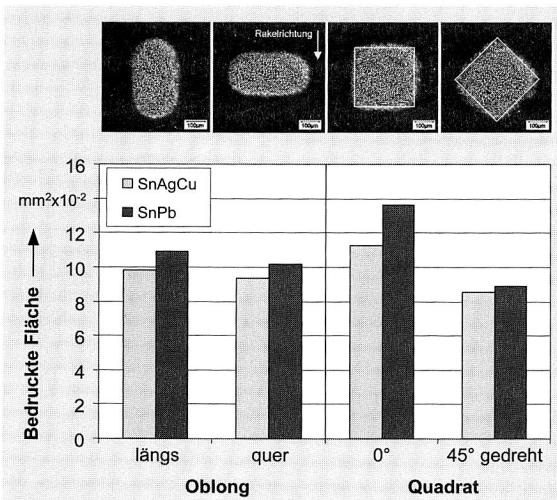 Rakelrichtung
100µm
100µm
100µm
100µm
16
mm²x10-2
12
10
8
6
4
2
0
SnAgCu
SnPb
Bedruckte Fläche
längs
quer
0°
45° gedreht
Oblong
Quadrat